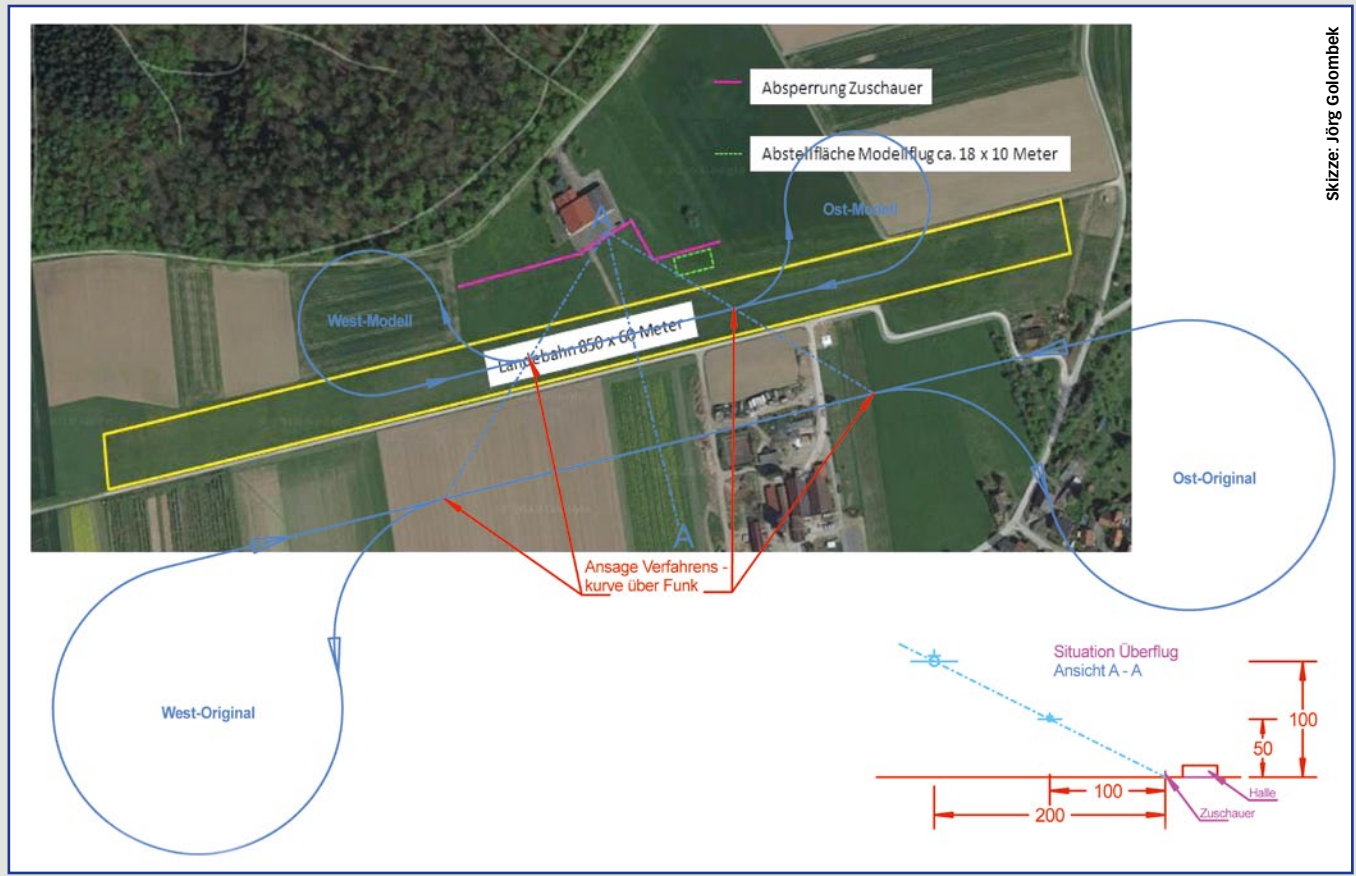 Skizze: Jörg Golombek
Absperrung Zuschauer
Abstellfläche Modellflug ca. 18 x 10 Meter
Ost-Modell
A
West-Modell
Landebahn 850 x 60 Meter
Ost-Original
A
Ansage Verfahrens -
kurve über Funk
West-Original
Situation Überflug
Ansicht A - A
100
50
100
200
Halle
Zuschauer